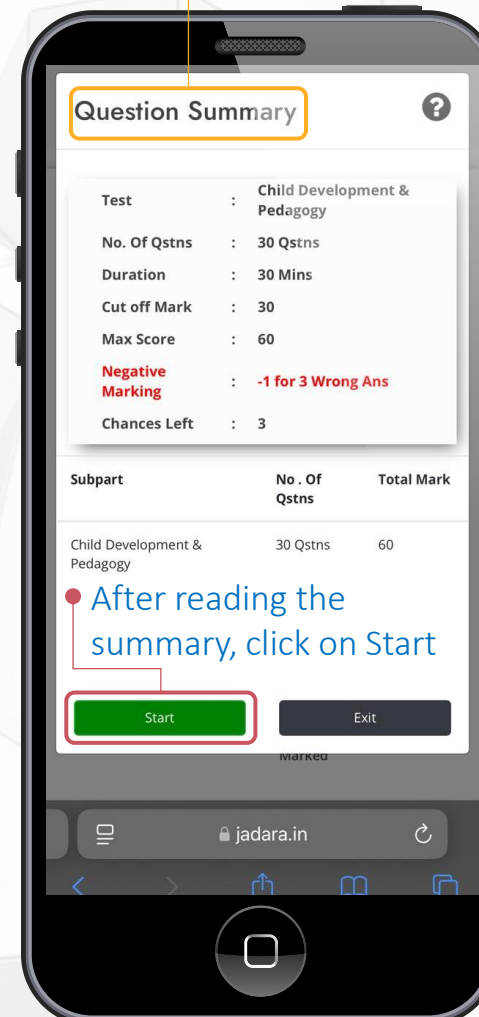 Question Summary
?
Test : Child Development &
Pedagogy
No. Of Qstns : 30 Qstns
Duration : 30 Mins
Cut off Mark : 30
Max Score : 60
Negative
Marking : -1 for 3 Wrong Ans
Chances Left : 3
Subpart No . Of Total Mark
Qstns
Child Development & 30 Qstns 60
Pedagogy
After reading the
summary, click on Start
Start Exit
Marked
jadara.in